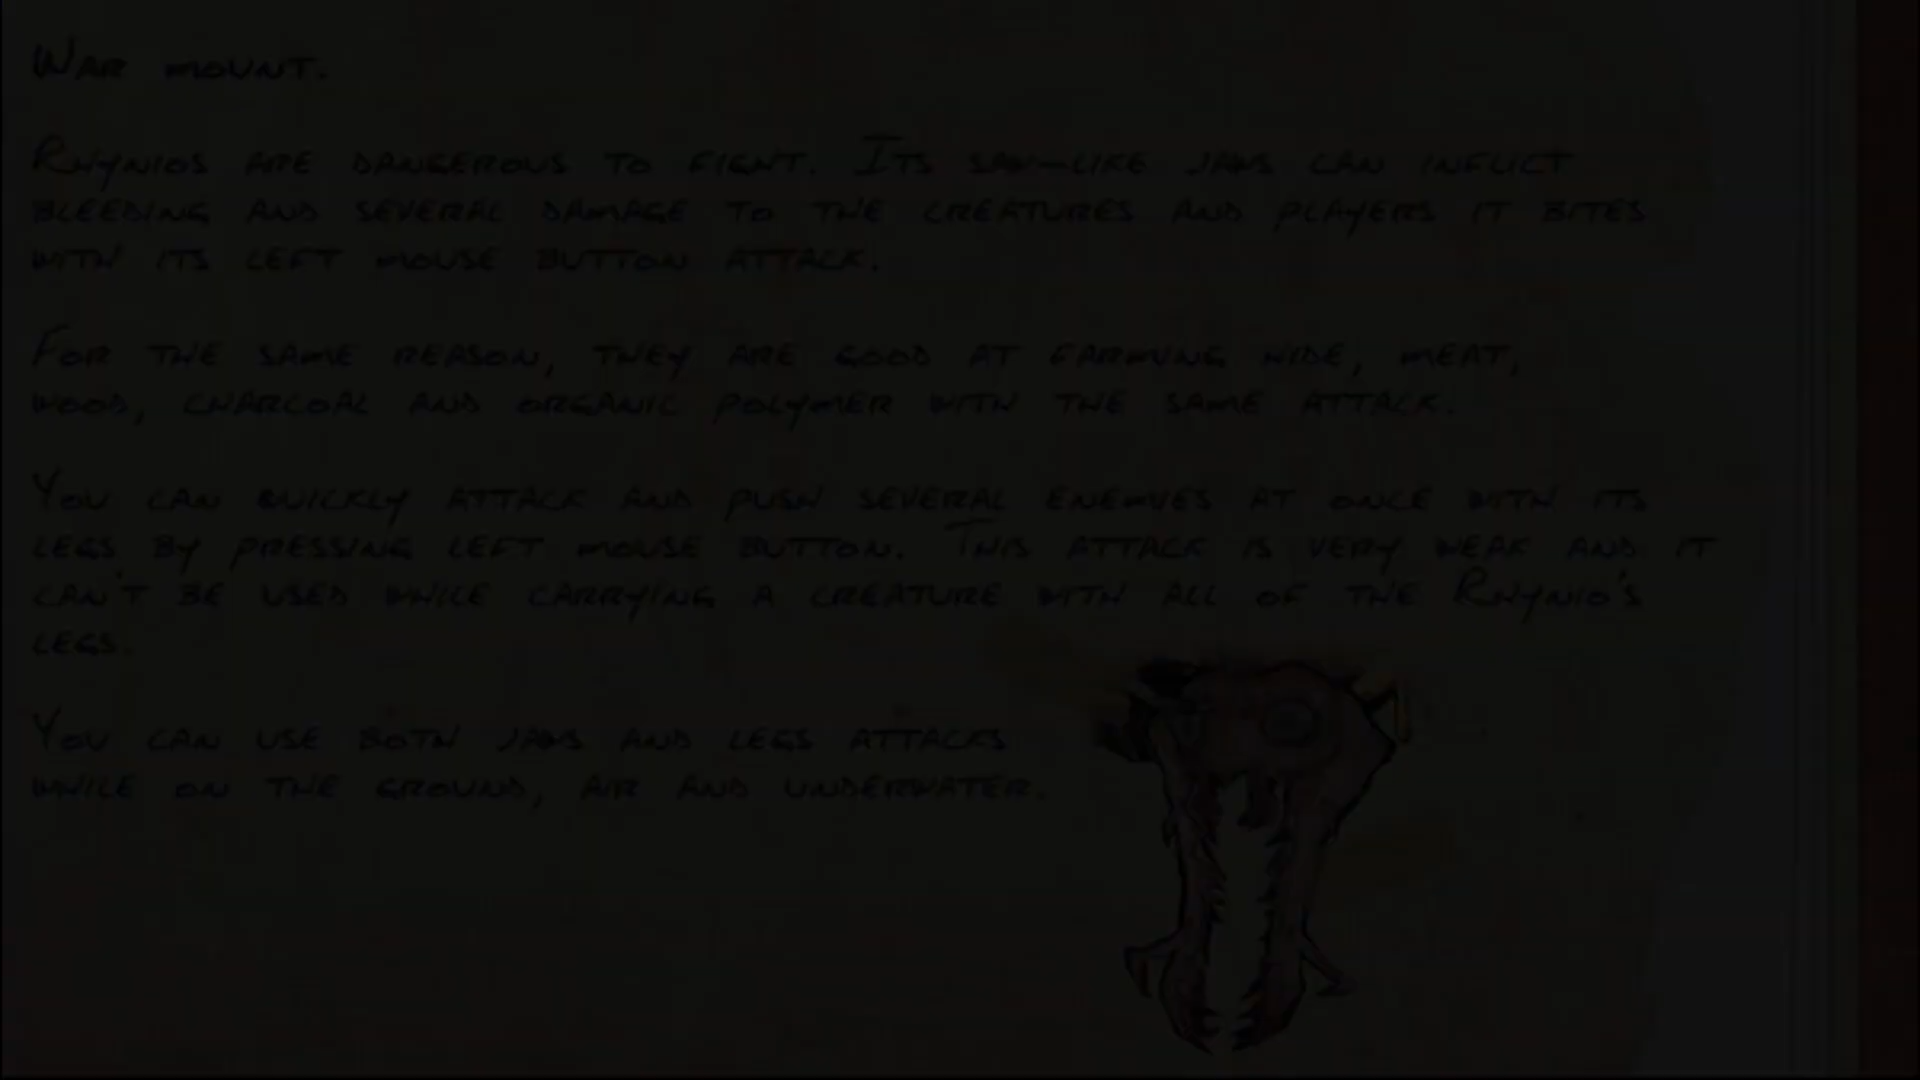 War mount.
Rhynios are dangerous to fight. Its saw-like jaws can inflict
bleeding and several damage to the creatures and players it bites
with its left mouse button attack.
For the same reason, they are good at farming hide, meat,
wood, charcoal and organic polymer with the same attack.
You can quickly attack and push several enemies at once with its
legs by pressing left mouse button. This attack is very weak and it
can't be used while carrying a creature with all of the Rhynio's
legs.
You can use both jaws and legs attacks
while on the ground, air and underwater.